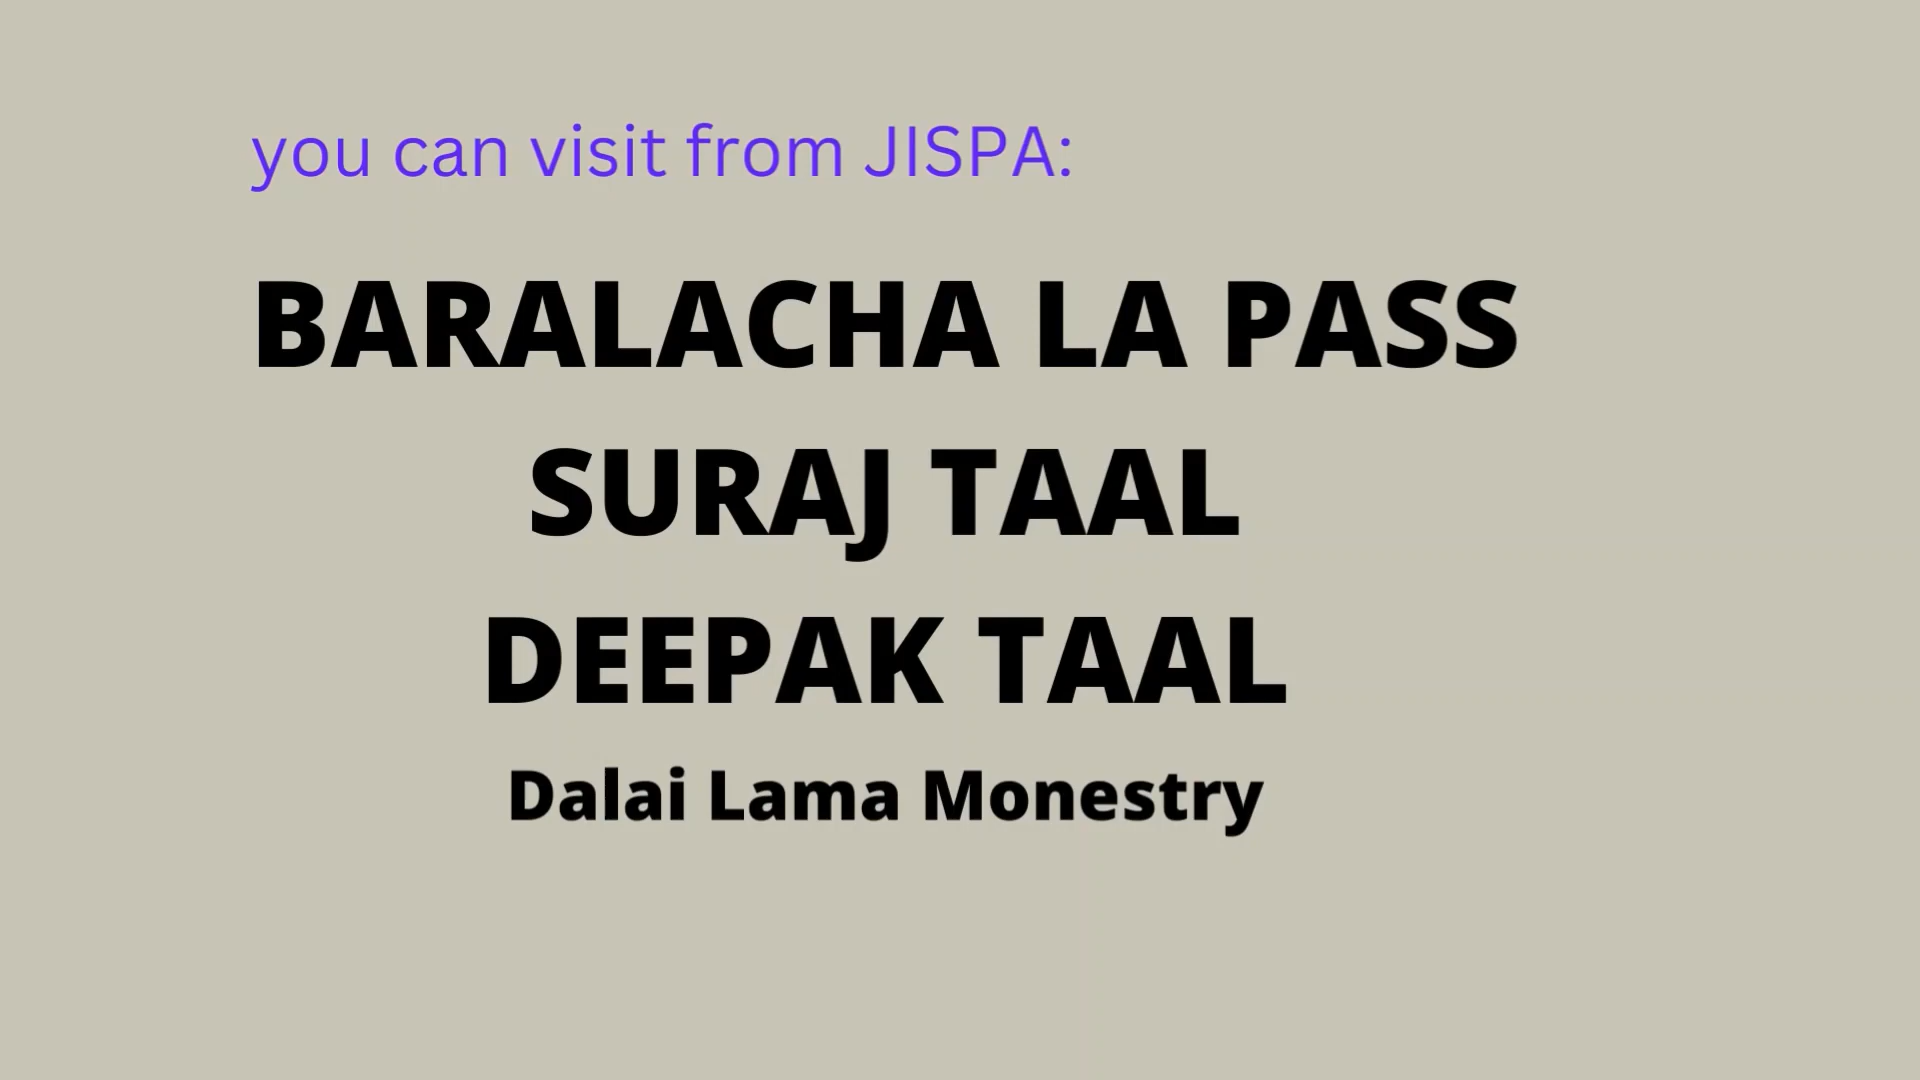 you can visit from JISPA:
BARALACHA LA PASS
SURAJ TAAL
DEEPAK TAAL
Dalai Lama Monestry